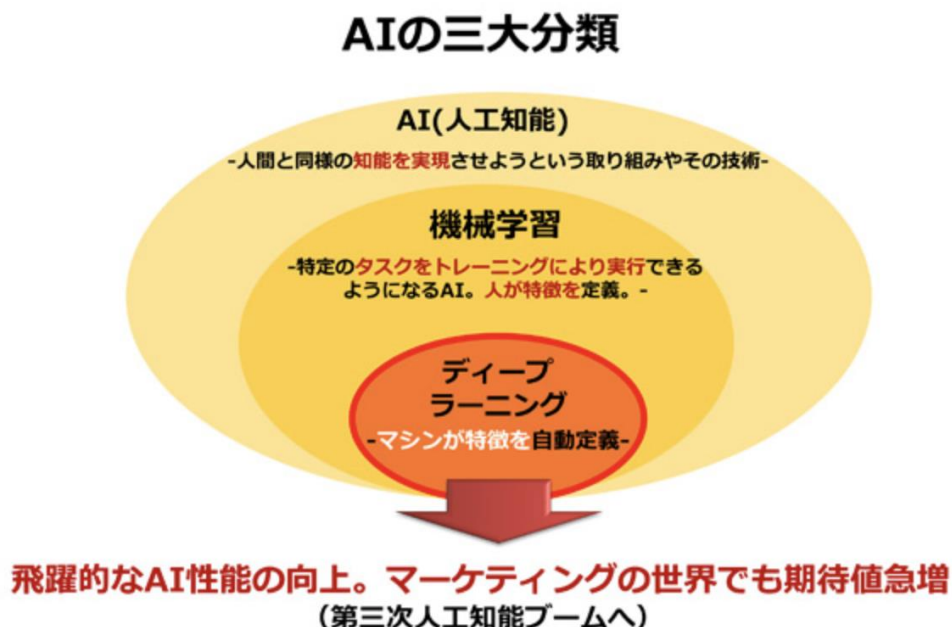 AIの三大分類
AI(人工知能)
-人間と同様の知能を実現させようという取り組みやその技術-
機械学習
-特定のタスクをトレーニングにより実行できる
ようになるAI。人が特徴を定義。-
ディープ
ラーニング
-マシンが特徴を自動定義-
飛躍的なAI性能の向上。マーケティングの世界でも期待値急増
（第三次人工知能ブームへ）